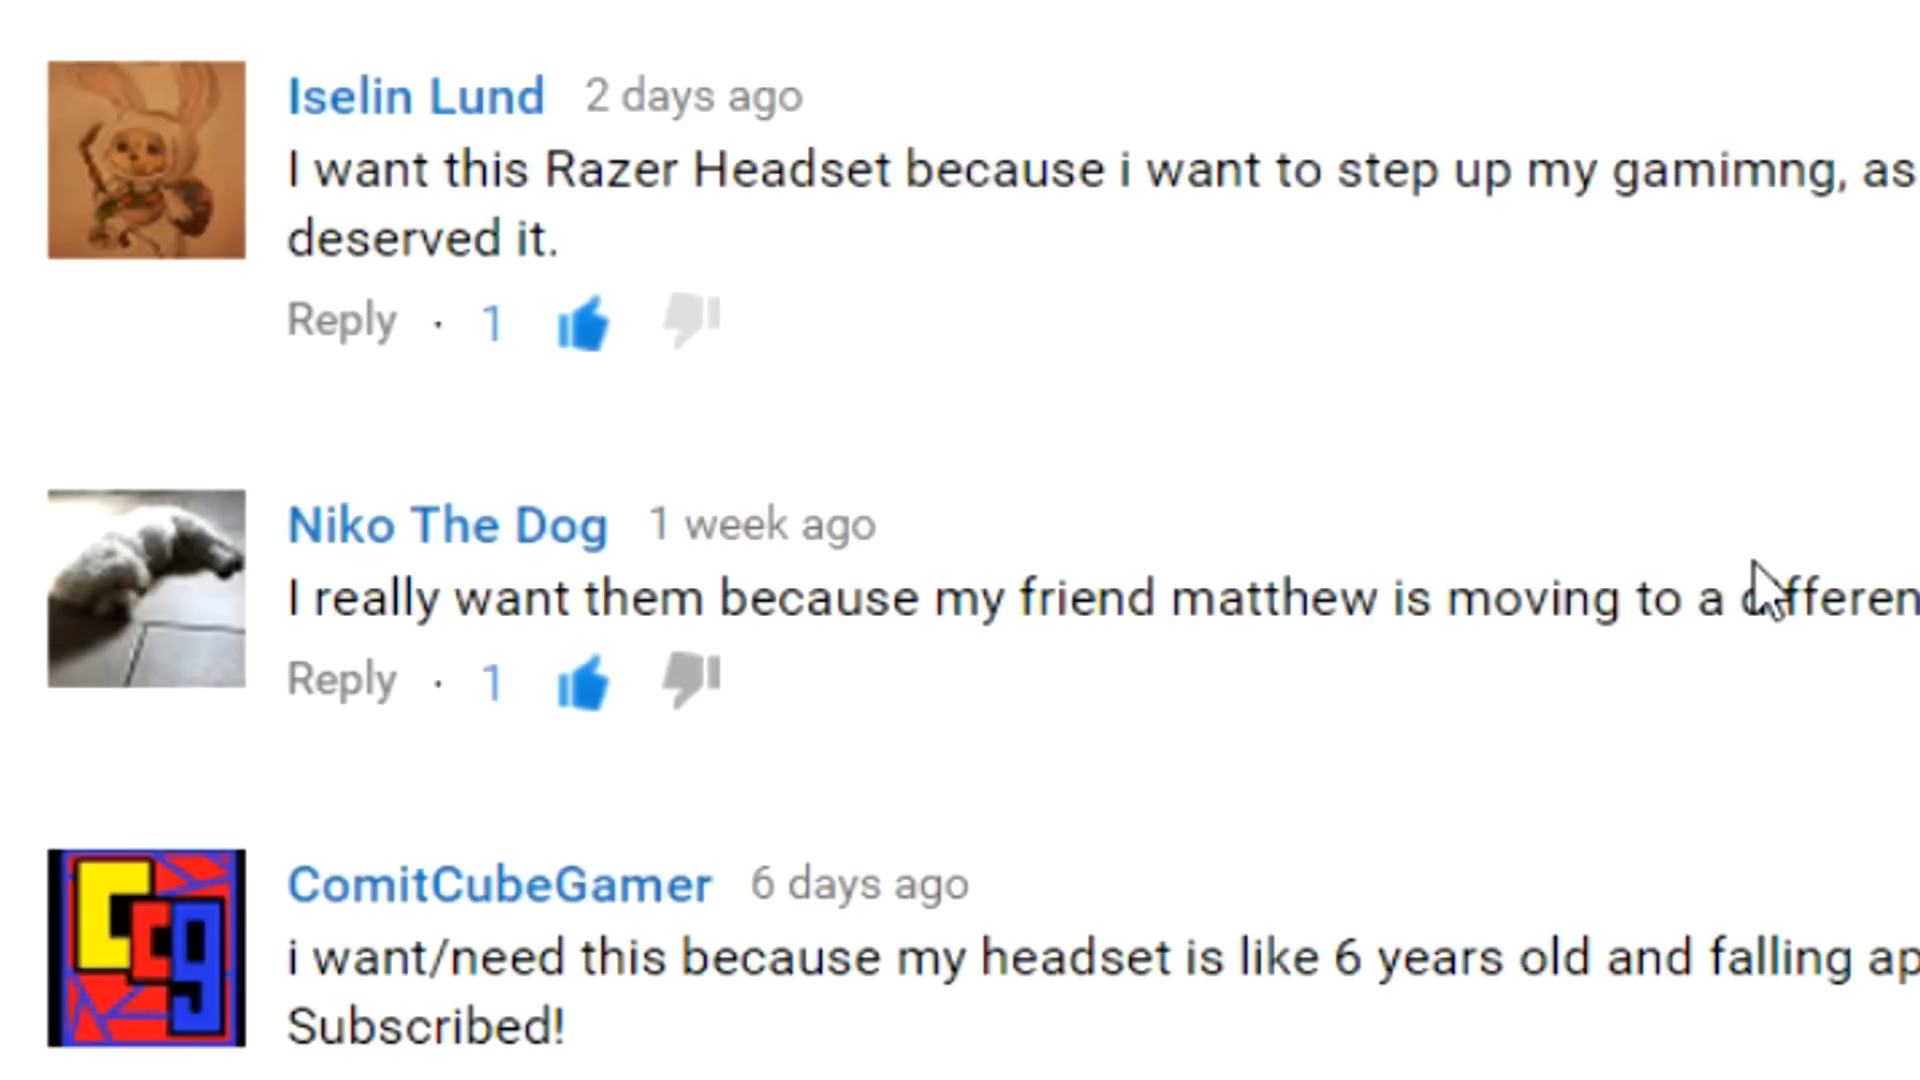 Iselin Lund 2 days ago
I want this Razer Headset because i want to step up my gamimng, as
deserved it.
Reply · 1
Niko The Dog 1 week ago
I really want them because my friend matthew is moving to a
Reply · 1
ComitCubeGamer 6 days ago
i want/need this because my headset is like 6 years old and falling ap
Subscribed!
Ccg